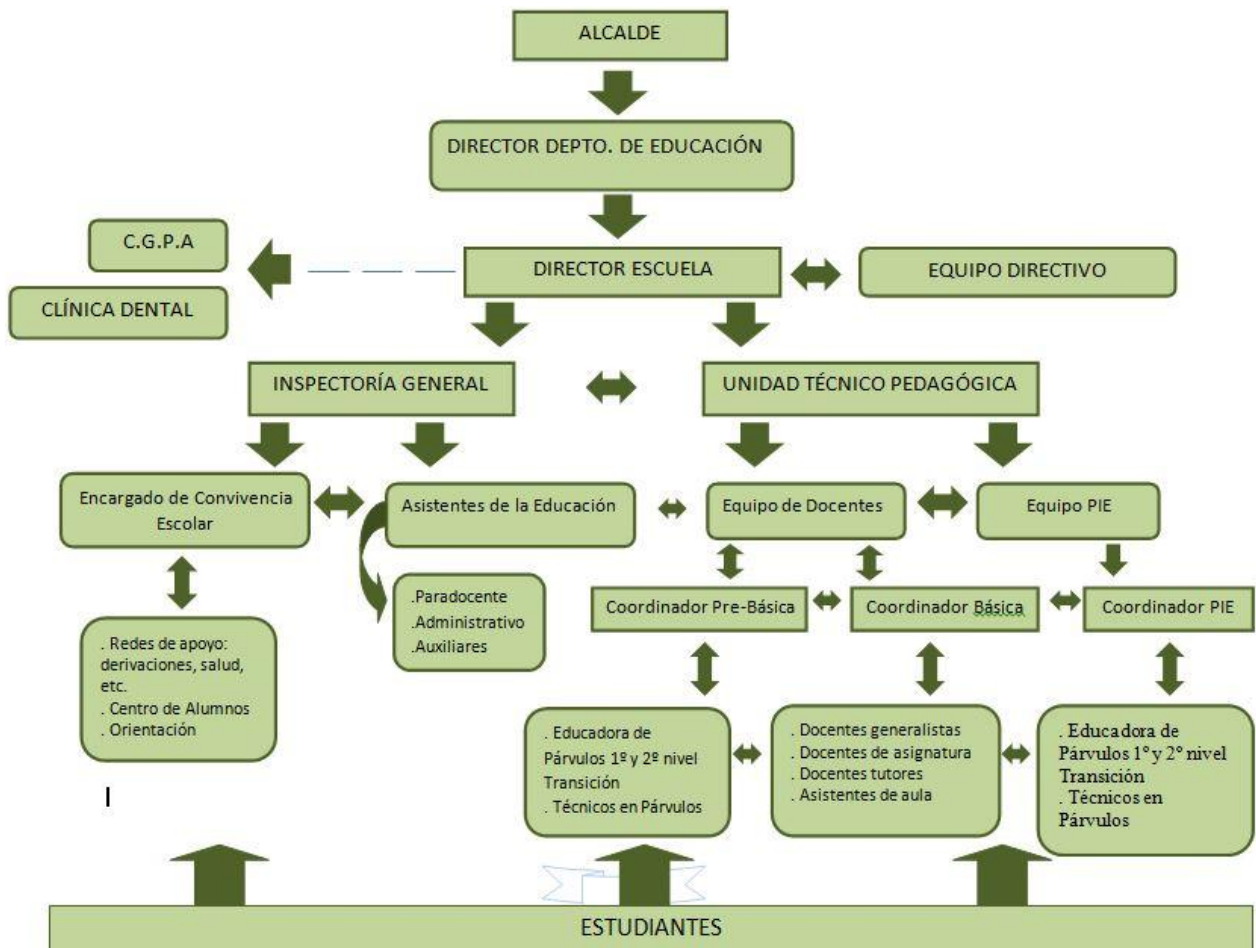 ALCALDE
DIRECTOR DEPTO. DE EDUCACIÓN
C.G.P.A
CLÍNICA DENTAL
DIRECTOR ESCUELA
EQUIPO DIRECTIVO
INSPECTORÍA GENERAL
UNIDAD TÉCNICO PEDAGÓGICA
Encargado de Convivencia
Escolar
Asistentes de la Educación
Equipo de Docentes
Equipo PIE
.Paradocente
.Administrativo
.Auxiliares
Coordinador Pre-Básica
Coordinador Básica
Coordinador PIE
. Redes de apoyo:
derivaciones, salud,
etc.
. Centro de Alumnos
. Orientación
. Educadora de
Párvulos 1º y 2º nivel
Transición
. Técnicos en Párvulos
. Docentes generalistas
. Docentes de asignatura
. Docentes tutores
. Asistentes de aula
. Educadora de
Párvulos 1° y 2° nivel
Transición
. Técnicos en
Párvulos
ESTUDIANTES